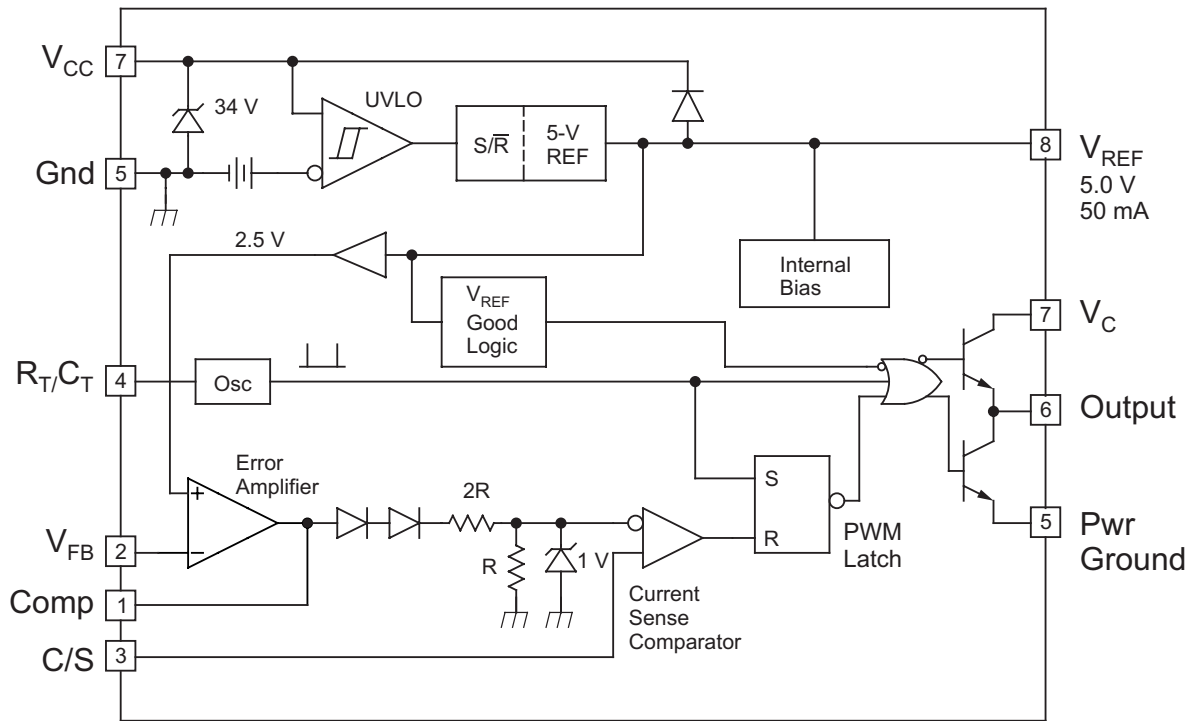 V_CC
7
34 V
UVLO
S/R̅
5-V
REF
8
V_REF
5.0 V
50 mA
Gnd
5
2.5 V
Internal
Bias
V_REF
Good
Logic
7
V_C
R_T/C_T
4
Osc
6
Output
Error
Amplifier
+
−
2R
S
R
PWM
Latch
5
Pwr
Ground
V_FB
2
R
1 V
Comp
1
Current
Sense
Comparator
C/S
3